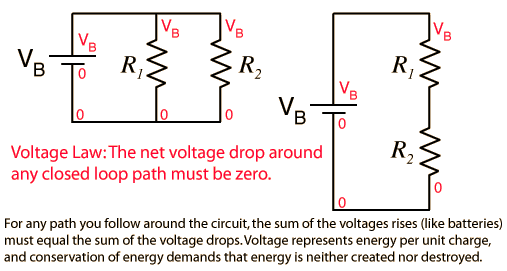 V_B V_B R_1 V_B R_2 V_B
V_B 0 V_B R_1
0 0 0 V_B 0
Voltage Law: The net voltage drop around
any closed loop path must be zero.
R_2 0
0
For any path you follow around the circuit, the sum of the voltages rises (like batteries)
must equal the sum of the voltage drops. Voltage represents energy per unit charge,
and conservation of energy demands that energy is neither created nor destroyed.